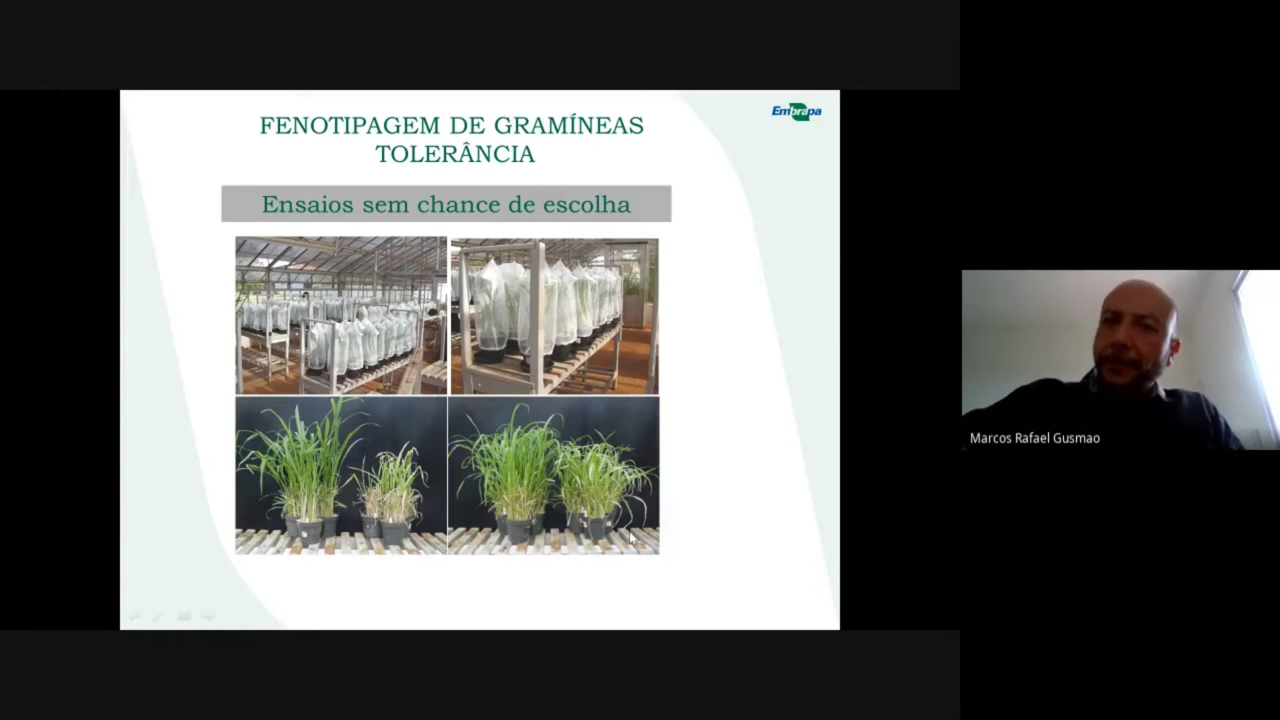 Embrapa
FENOTIPAGEM DE GRAMÍNEAS
TOLERÂNCIA
Ensaios sem chance de escolha
Marcos Rafael Gusmao